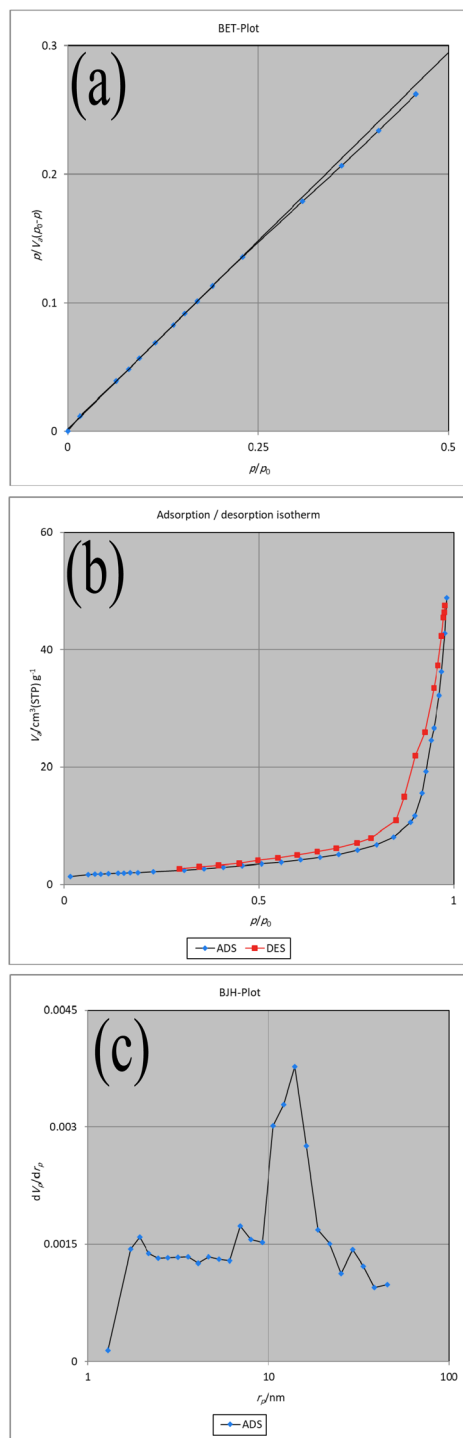 BET-Plot
(a)
0.3
0.2
0.1
0
p/Vₐ(p₀-p)
0 0.25 0.5
p/p₀
Adsorption / desorption isotherm
(b)
60
40
20
0
Vₐ/cm³(STP) g⁻¹
0 0.5 1
p/p₀
ADS DES
BJH-Plot
(c)
0.0045
0.003
0.0015
0
dVₚ/drₚ
1 10 100
rₚ/nm
ADS